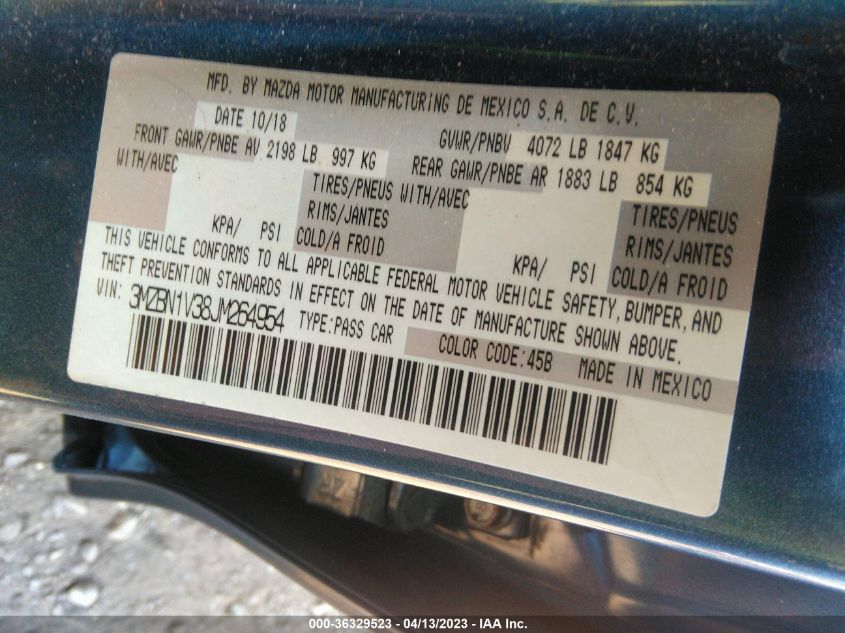 MFD. BY MAZDA MOTOR MANUFACTURING DE MEXICO S.A. DE C.V.
DATE 10/18 GVWR/PNBV 4072 LB 1847 KG
FRONT GAWR/PNBE AV 2198 LB 997 KG REAR GAWR/PNBE AR 1883 LB 854 KG
WITH/AVEC TIRES/PNEUS WITH/AVEC TIRES/PNEUS
RIMS/JANTES RIMS/JANTES
KPA/ PSI COLD/A FROID KPA/ PSI COLD/A FROID
THIS VEHICLE CONFORMS TO ALL APPLICABLE FEDERAL MOTOR VEHICLE SAFETY, BUMPER, AND
THEFT PREVENTION STANDARDS IN EFFECT ON THE DATE OF MANUFACTURE SHOWN ABOVE.
VIN: 3MZBN1V38JM264954 TYPE:PASS CAR
COLOR CODE:45B MADE IN MEXICO
000-36329523 - 04/13/2023 - IAA Inc.